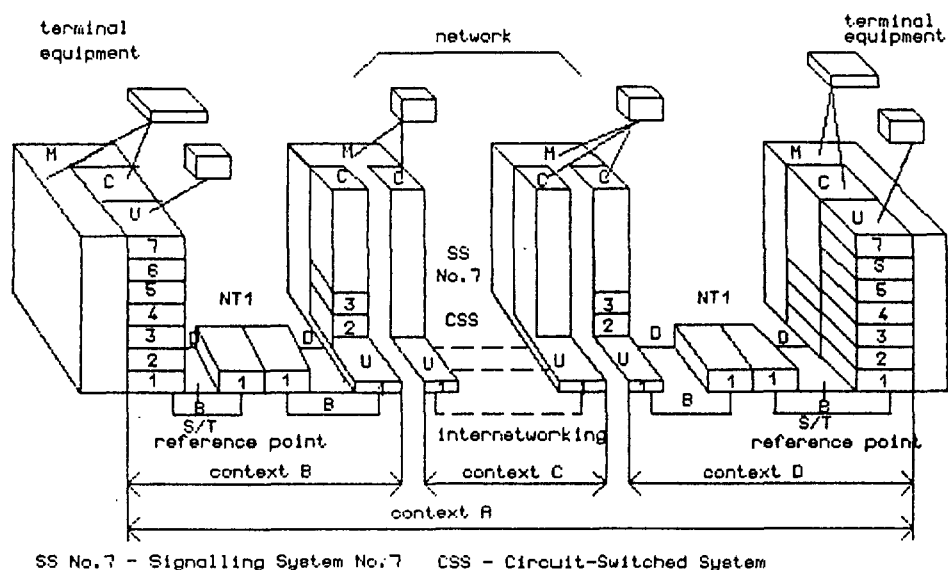 terminal equipment
network
terminal equipment
M
C
U
7
6
5
4
3
2
1
NT1
D
D
1
1
B
B
S/T
reference point
M
C
C
3
2
U
U
1
1
SS
No.7
CSS
internetworking
M
C
C
3
2
U
U
1
1
NT1
D
D
1
1
B
B
S/T
reference point
M
C
U
7
6
5
4
3
2
1
context B
context C
context D
context A
SS No.7 - Signalling System No.7 CSS - Circuit-Switched System